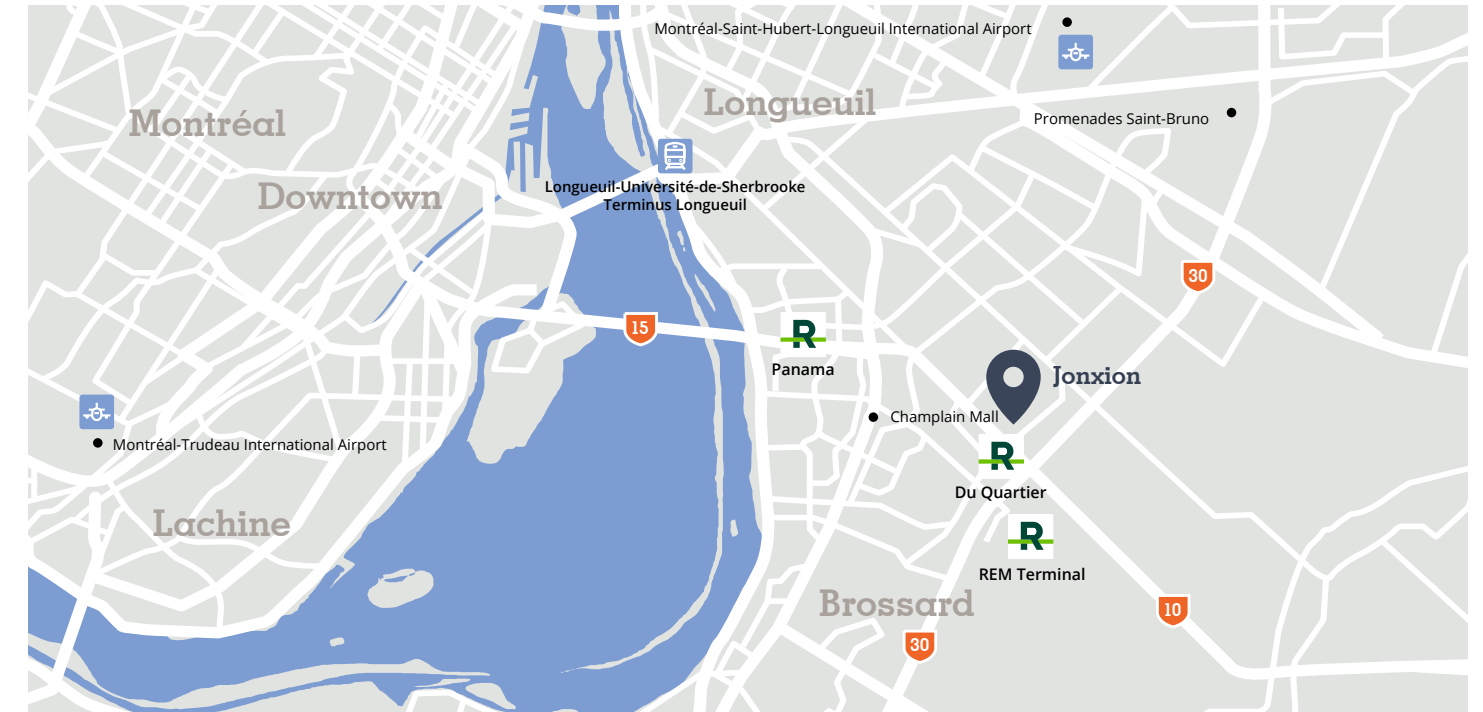 Montréal-Saint-Hubert-Longueuil International Airport
Longueuil
Montréal
Promenades Saint-Bruno
Downtown
Longueuil-Université-de-Sherbrooke
Terminus Longueuil
30
15
R
Panama
Jonxion
Champlain Mall
Montréal-Trudeau International Airport
R
Du Quartier
Lachine
R
REM Terminal
Brossard
10
30